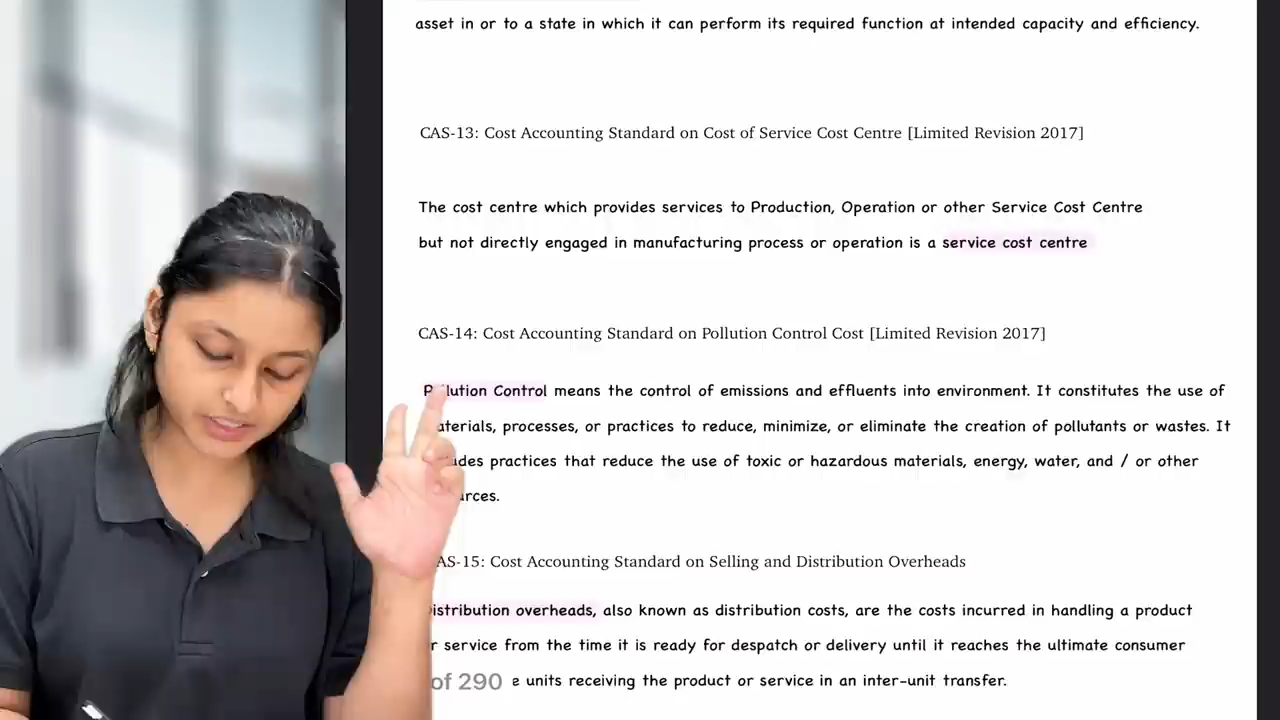 asset in or to a state in which it can perform its required function at intended capacity and efficiency.
CAS-13: Cost Accounting Standard on Cost of Service Cost Centre [Limited Revision 2017]
The cost centre which provides services to Production, Operation or other Service Cost Centre
but not directly engaged in manufacturing process or operation is a service cost centre
CAS-14: Cost Accounting Standard on Pollution Control Cost [Limited Revision 2017]
Pollution Control means the control of emissions and effluents into environment. It constitutes the use of
materials, processes, or practices to reduce, minimize, or eliminate the creation of pollutants or wastes. It
practices that reduce the use of toxic or hazardous materials, energy, water, and / or other
CAS-15: Cost Accounting Standard on Selling and Distribution Overheads
Distribution overheads, also known as distribution costs, are the costs incurred in handling a product
service from the time it is ready for despatch or delivery until it reaches the ultimate consumer
of 290 units receiving the product or service in an inter-unit transfer.